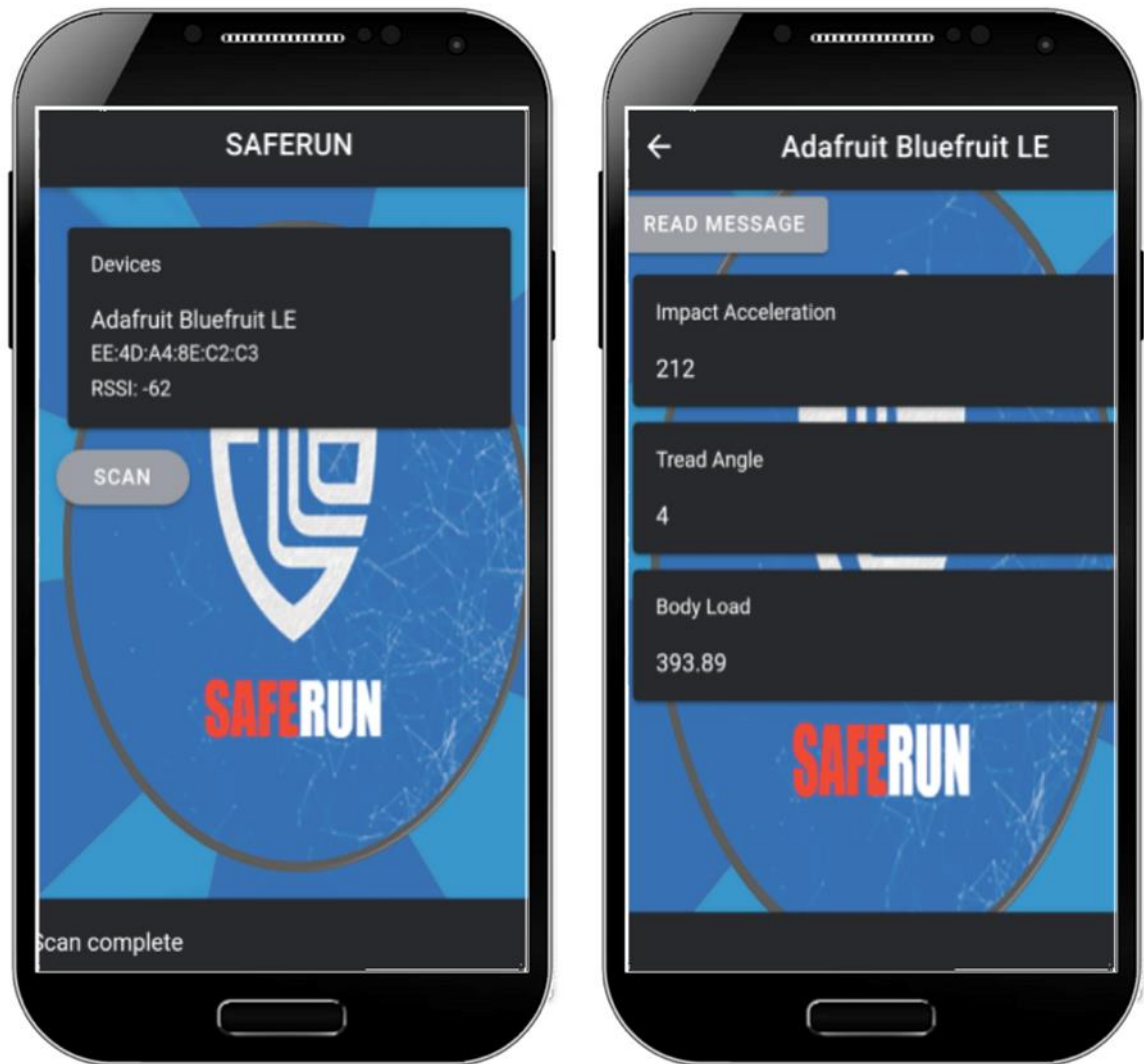 SAFERUN
Devices
Adafruit Bluefruit LE
EE:4D:A4:8E:C2:C3
RSSI: -62
SCAN
SAFERUN
Scan complete
Adafruit Bluefruit LE
READ MESSAGE
Impact Acceleration
212
Tread Angle
4
Body Load
393.89
SAFERUN